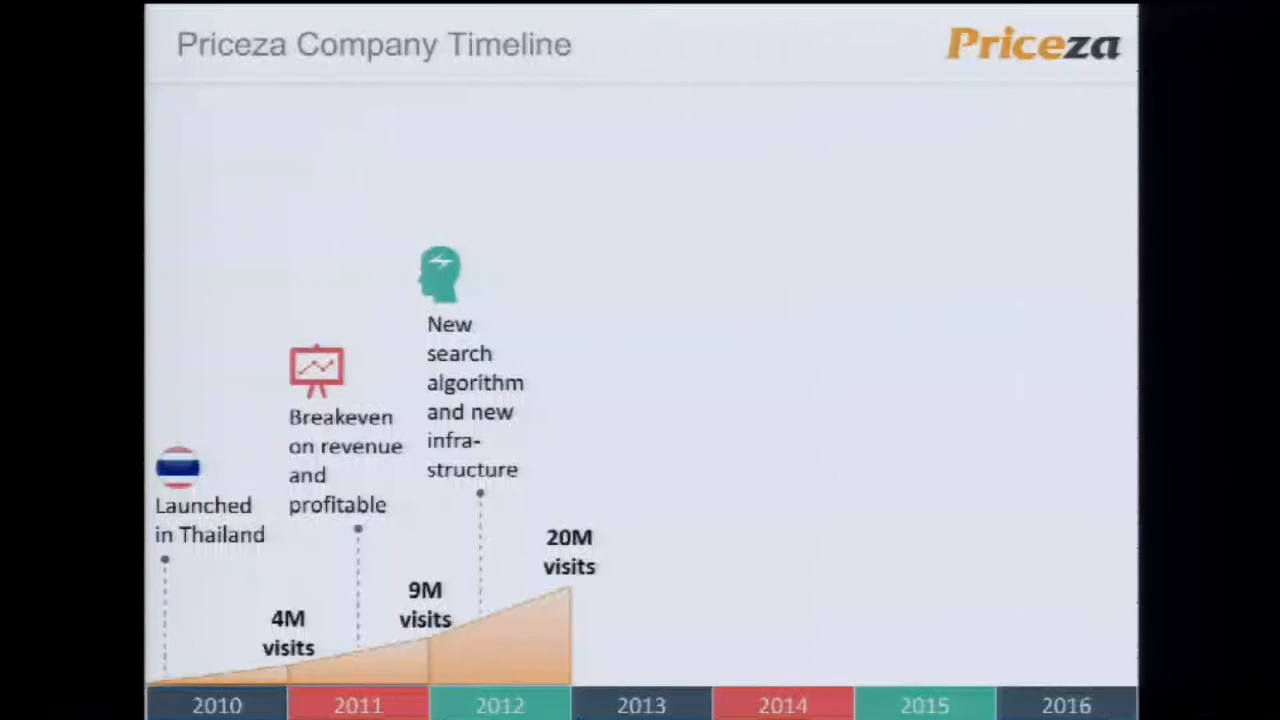 Priceza Company Timeline
Priceza
New
search
algorithm
and new
infra-
structure
Breakeven
on revenue
and
profitable
Launched
in Thailand
20M
visits
9M
visits
4M
visits
2010
2011
2012
2013
2014
2015
2016